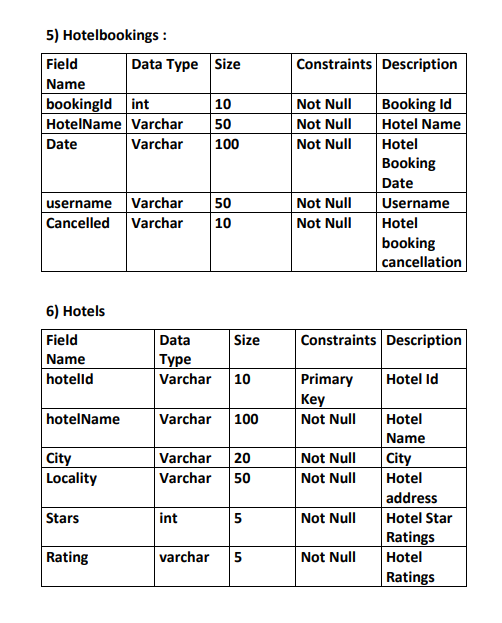 5) Hotelbookings :
Field Name Data Type Size Constraints Description
bookingId int 10 Not Null Booking Id
HotelName Varchar 50 Not Null Hotel Name
Date Varchar 100 Not Null Hotel Booking Date
username Varchar 50 Not Null Username
Cancelled Varchar 10 Not Null Hotel booking cancellation
6) Hotels
Field Name Data Type Size Constraints Description
hotelId Varchar 10 Primary Key Hotel Id
hotelName Varchar 100 Not Null Hotel Name
City Varchar 20 Not Null City
Locality Varchar 50 Not Null Hotel address
Stars int 5 Not Null Hotel Star Ratings
Rating varchar 5 Not Null Hotel Ratings